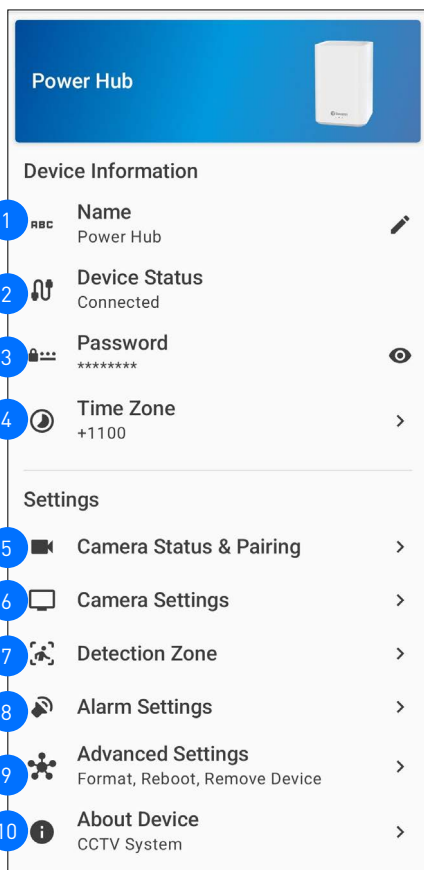 Power Hub
Device Information
1
ABC
Name
Power Hub
2
Device Status
Connected
3
Password
********
4
Time Zone
+1100
Settings
5
Camera Status & Pairing
6
Camera Settings
7
Detection Zone
8
Alarm Settings
9
Advanced Settings
Format, Reboot, Remove Device
10
About Device
CCTV System